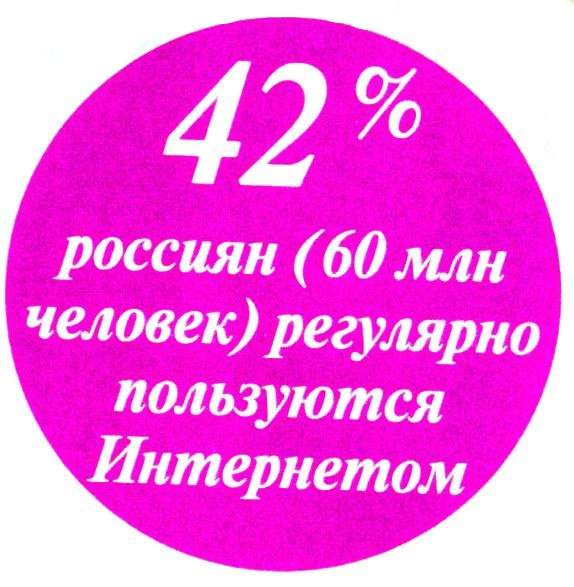 42%
россиян (60 млн
человек) регулярно
пользуются
Интернетом